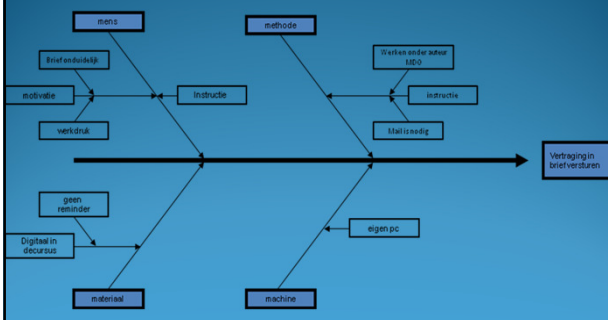 mens
methode
Brief onduidelijk
Werken onder auteur
MDO
motivatie
Instructie
instructie
werkdruk
Mail is nodig
Vertraging in
brief versturen
geen
reminder
Digitaal in
decursus
eigen pc
materiaal
machine